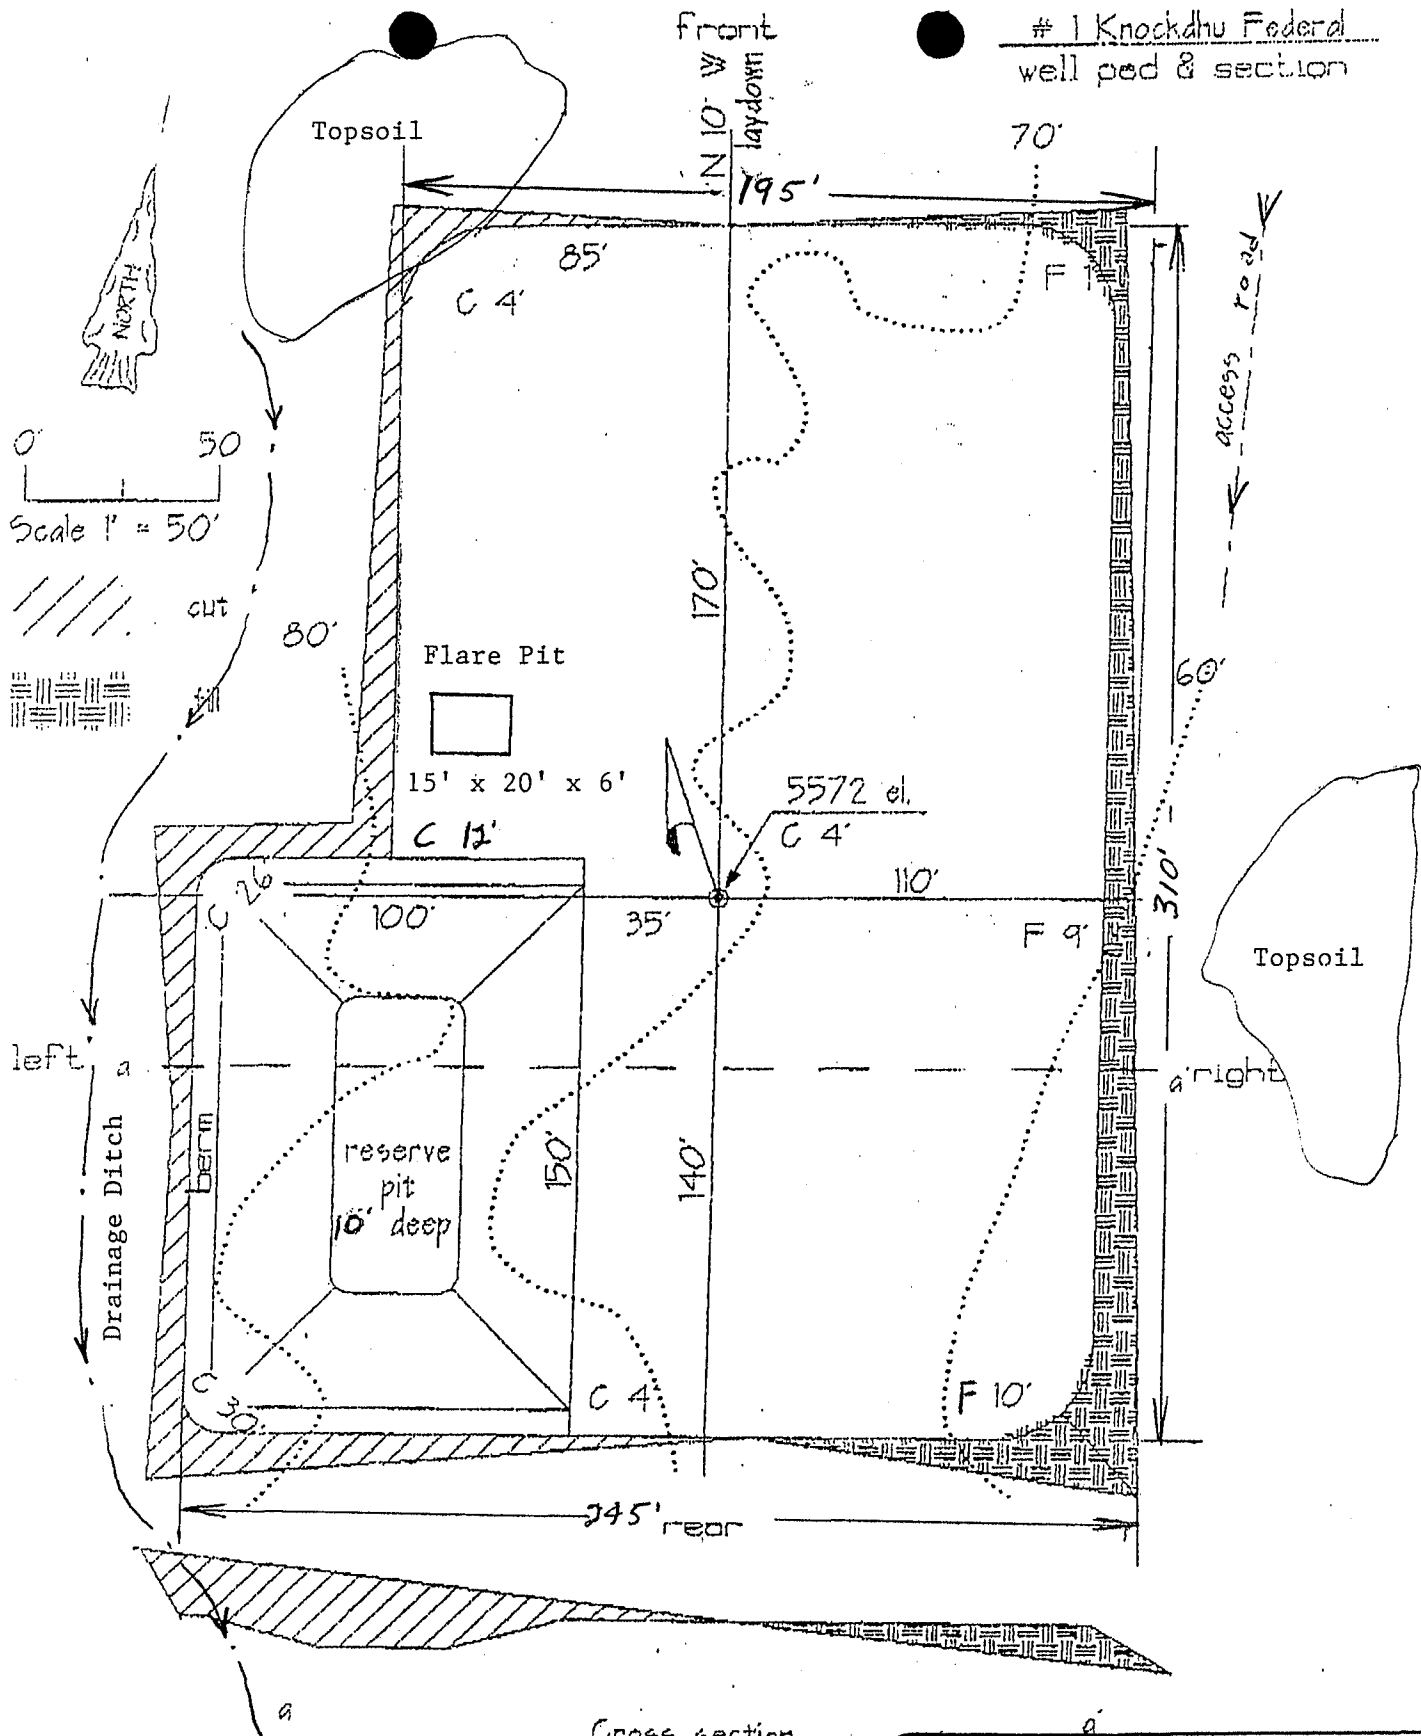 front
# 1 Knockdhu Federal
well pad & section
N 10° W
laydown
Topsoil
70'
195'
85'
C 4'
F 1'
NORTH
access road
0' 50
Scale 1" = 50'
cut
fill
80'
170'
Flare Pit
15' x 20' x 6'
60'
5572 el.
C 4'
C 12'
C 26
100'
35'
110'
310'
F 9'
Topsoil
left a
a' right
Drainage Ditch
berm
reserve
pit
10' deep
150'
140'
C 30'
C 4'
F 10'
245'
rear
a
Cross section
a'